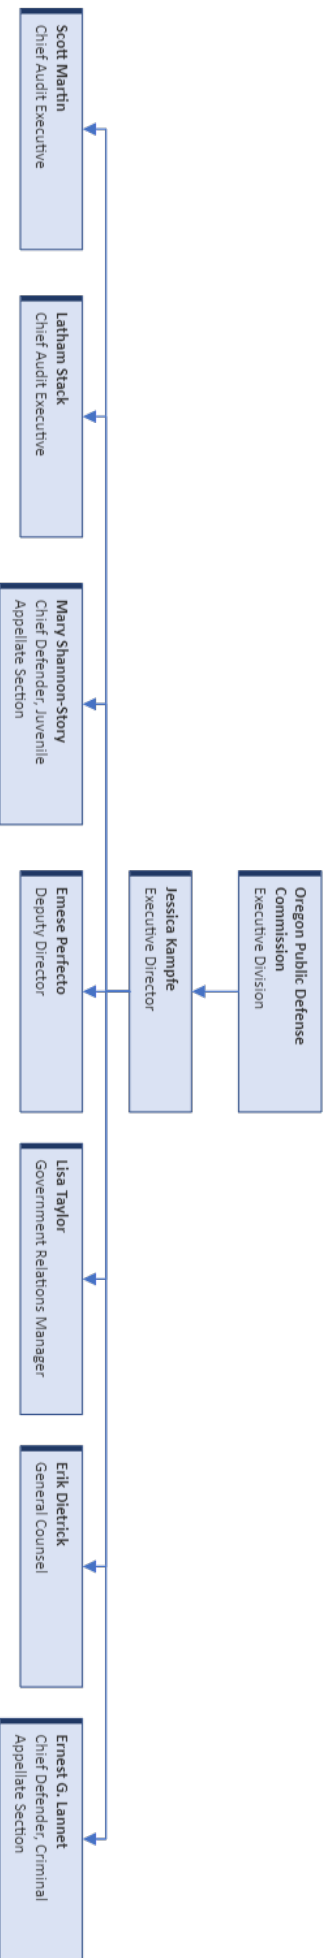 Oregon Public Defense
Commission
Executive Division
Jessica Kampfe
Executive Director
Scott Martin
Chief Audit Executive
Latham Stack
Chief Audit Executive
Mary Shannon-Story
Chief Defender, Juvenile
Appellate Section
Emese Perfecto
Deputy Director
Lisa Taylor
Government Relations Manager
Erik Dietrick
General Counsel
Ernest G. Lannet
Chief Defender, Criminal
Appellate Section